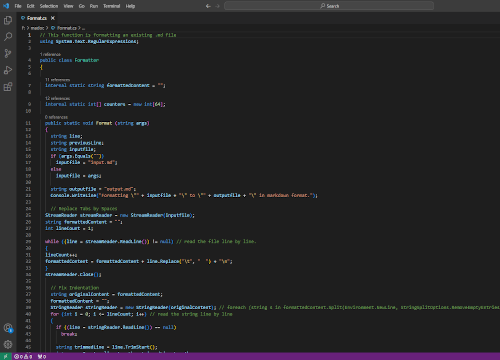 File Edit Selection View Go Run Terminal Help
Search
Format.cs
Format.cs
1 // This function is formatting an existing .md file
2 using System.Text.RegularExpressions;
3
1 reference
4 public class Formatter
5 {
6
11 references
7 internal static string formattedContent = "";
8
12 references
9 internal static int[] counters = new int[64];
10
0 references
11 public static void Format (string args)
12 {
13 string line;
14 string previousLine;
15 string inputfile;
16 if (args.Equals(""))
17 inputfile = "input.md";
18 else
19 inputfile = args;
20
21 string outputfile = "output.md";
22 Console.WriteLine("Formatting \"" + inputfile + "\" to \"" + outputfile + "\" in markdown format.");
23
24 // Replace Tabs by Spaces
25 StreamReader streamReader = new StreamReader(inputfile);
26 string formattedContent = "";
27 int lineCount = 1;
28
29 while ((line = streamReader.ReadLine()) != null) // read the file line by line.
30 {
31 lineCount++;
32 formattedContent = formattedContent + line.Replace("\t", " ") + "\n";
33 }
34 streamReader.Close();
35
36 // Fix Indentation
37 string originalContent = formattedContent;
38 formattedContent = "";
39 StringReader stringReader = new StringReader(originalContent); // foreach (string s in formattedContent.Split(Environment.NewLine, StringSplitOptions.RemoveEmptyEntries
40 for (int i = 0; i <= lineCount; i++) // read the string line by line
41 {
42 if ((line = stringReader.ReadLine()) == null)
43 break;
44
45 string trimmedLine = line.TrimStart();
0 0 0